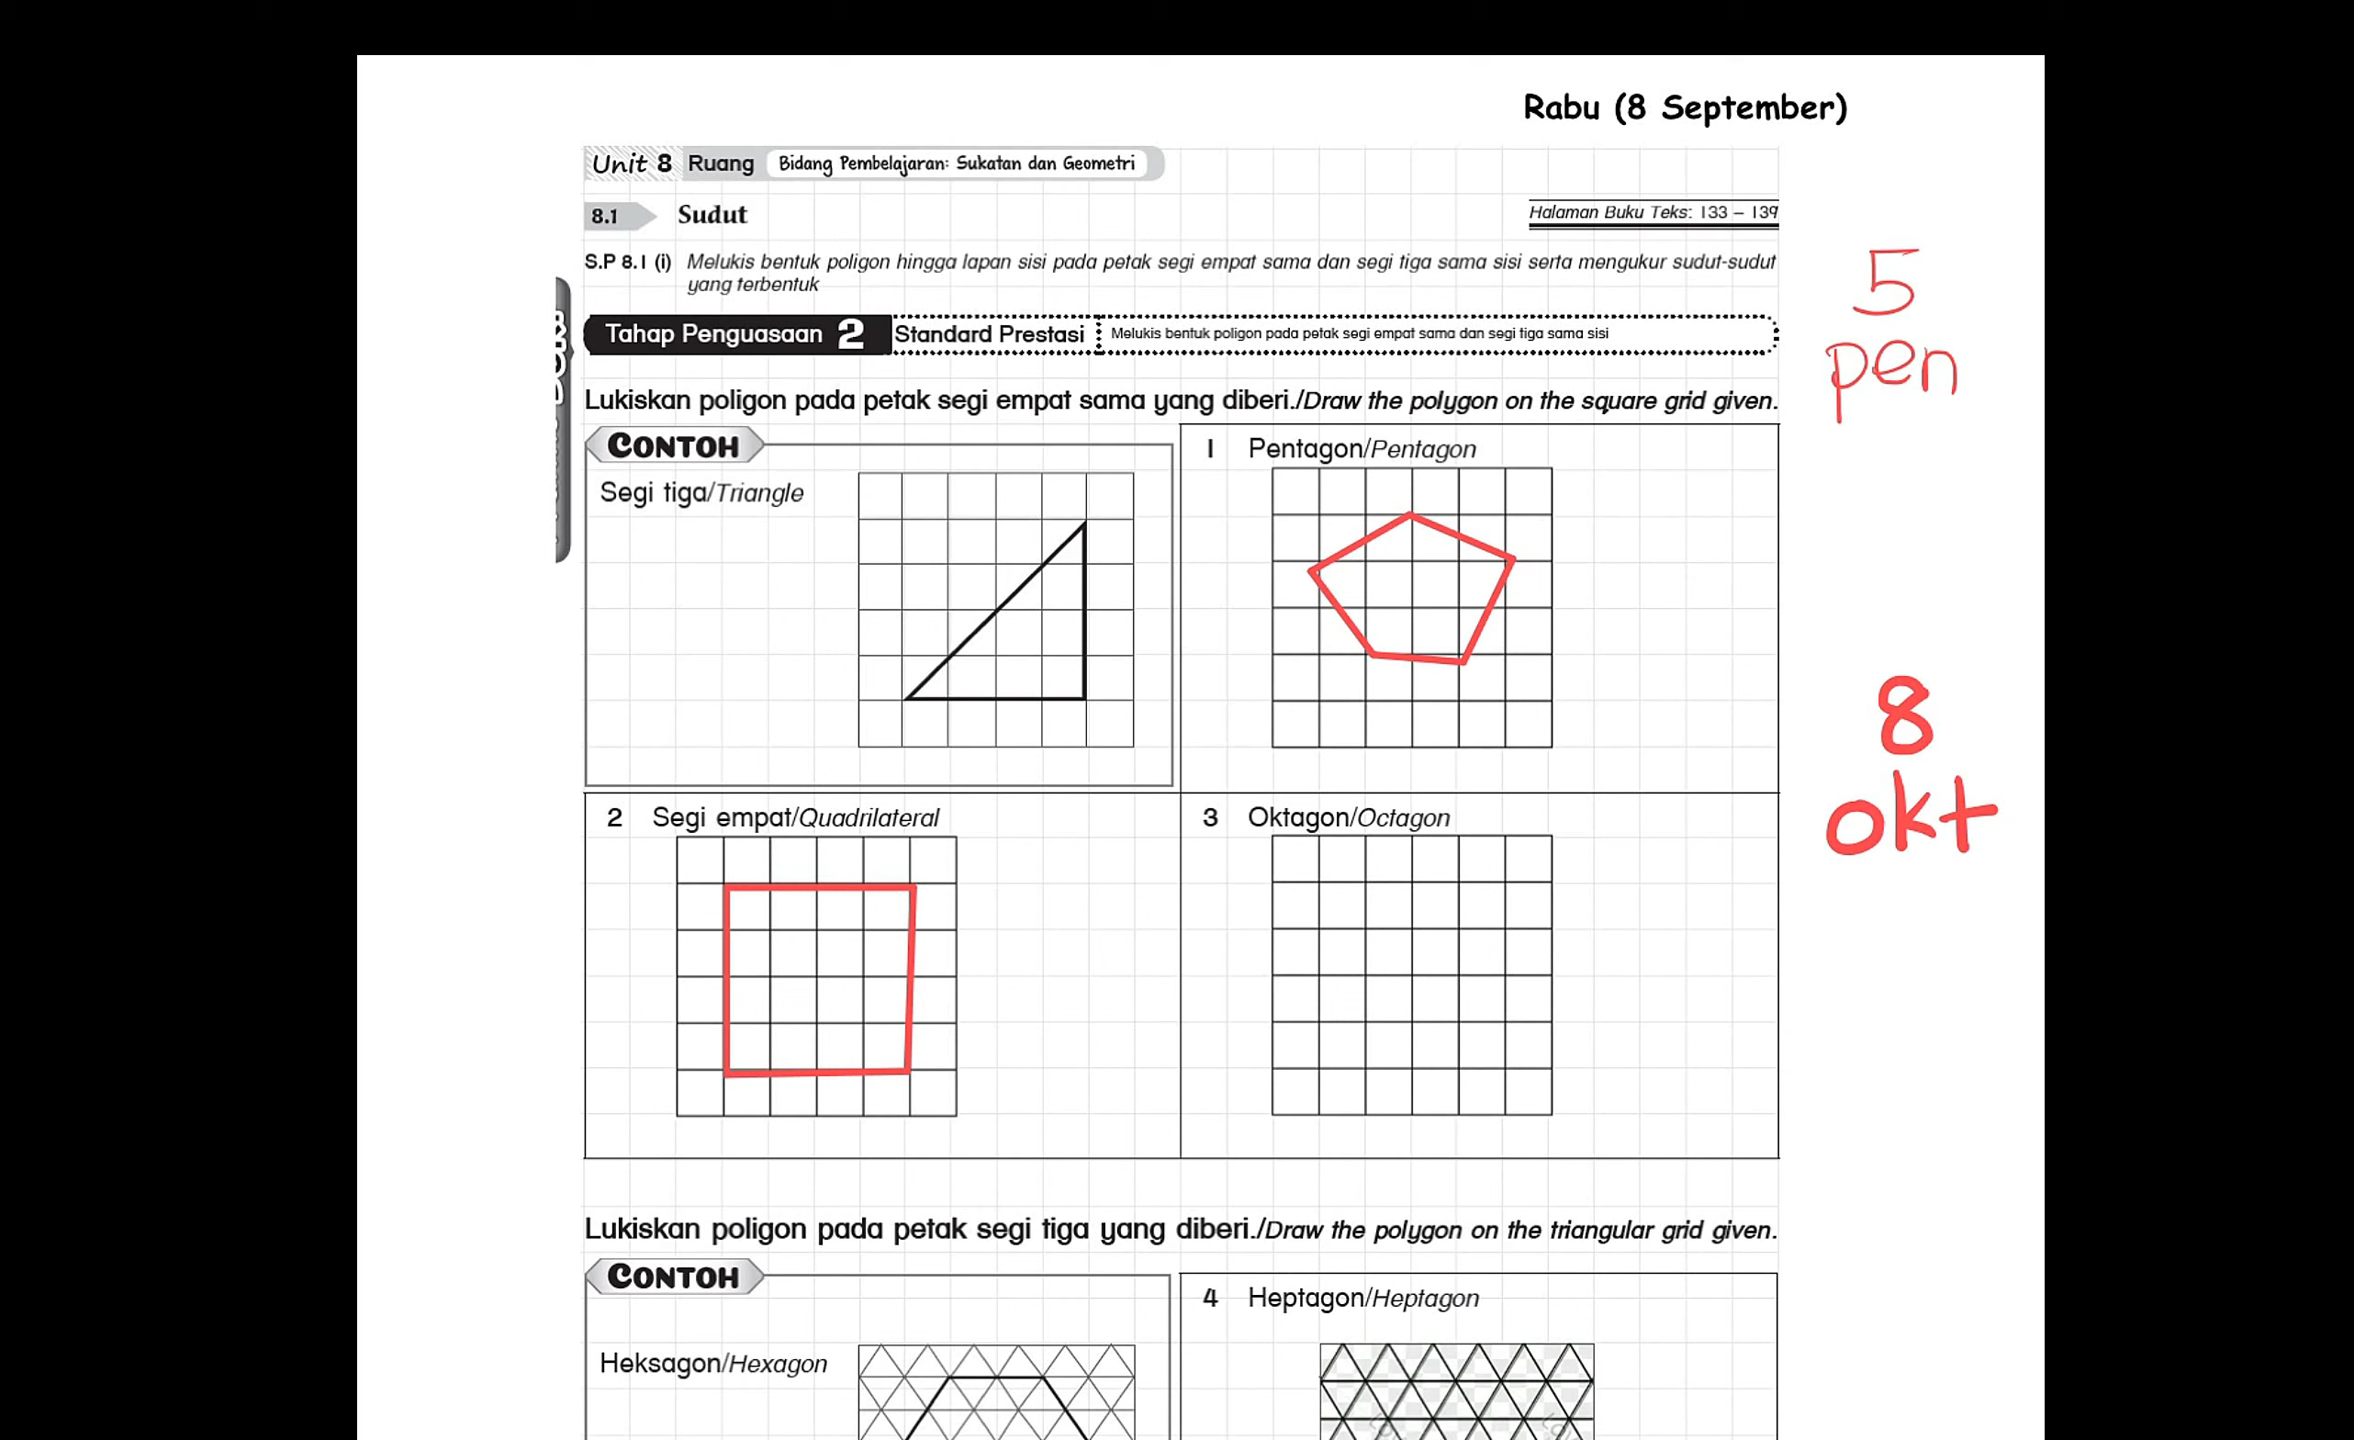 Rabu (8 September)
Unit 8 Ruang Bidang Pembelajaran: Sukatan dan Geometri
8.1 Sudut
Halaman Buku Teks: 133 – 139
S.P 8.1 (i) Melukis bentuk poligon hingga lapan sisi pada petak segi empat sama dan segi tiga sama sisi serta mengukur sudut-sudut
yang terbentuk
5
pen
Tahap Penguasaan 2 Standard Prestasi Melukis bentuk poligon pada petak segi empat sama dan segi tiga sama sisi
Lukiskan poligon pada petak segi empat sama yang diberi./Draw the polygon on the square grid given.
CONTOH
Segi tiga/Triangle
1 Pentagon/Pentagon
8
okt
2 Segi empat/Quadrilateral
3 Oktagon/Octagon
Lukiskan poligon pada petak segi tiga yang diberi./Draw the polygon on the triangular grid given.
CONTOH
Heksagon/Hexagon
4 Heptagon/Heptagon